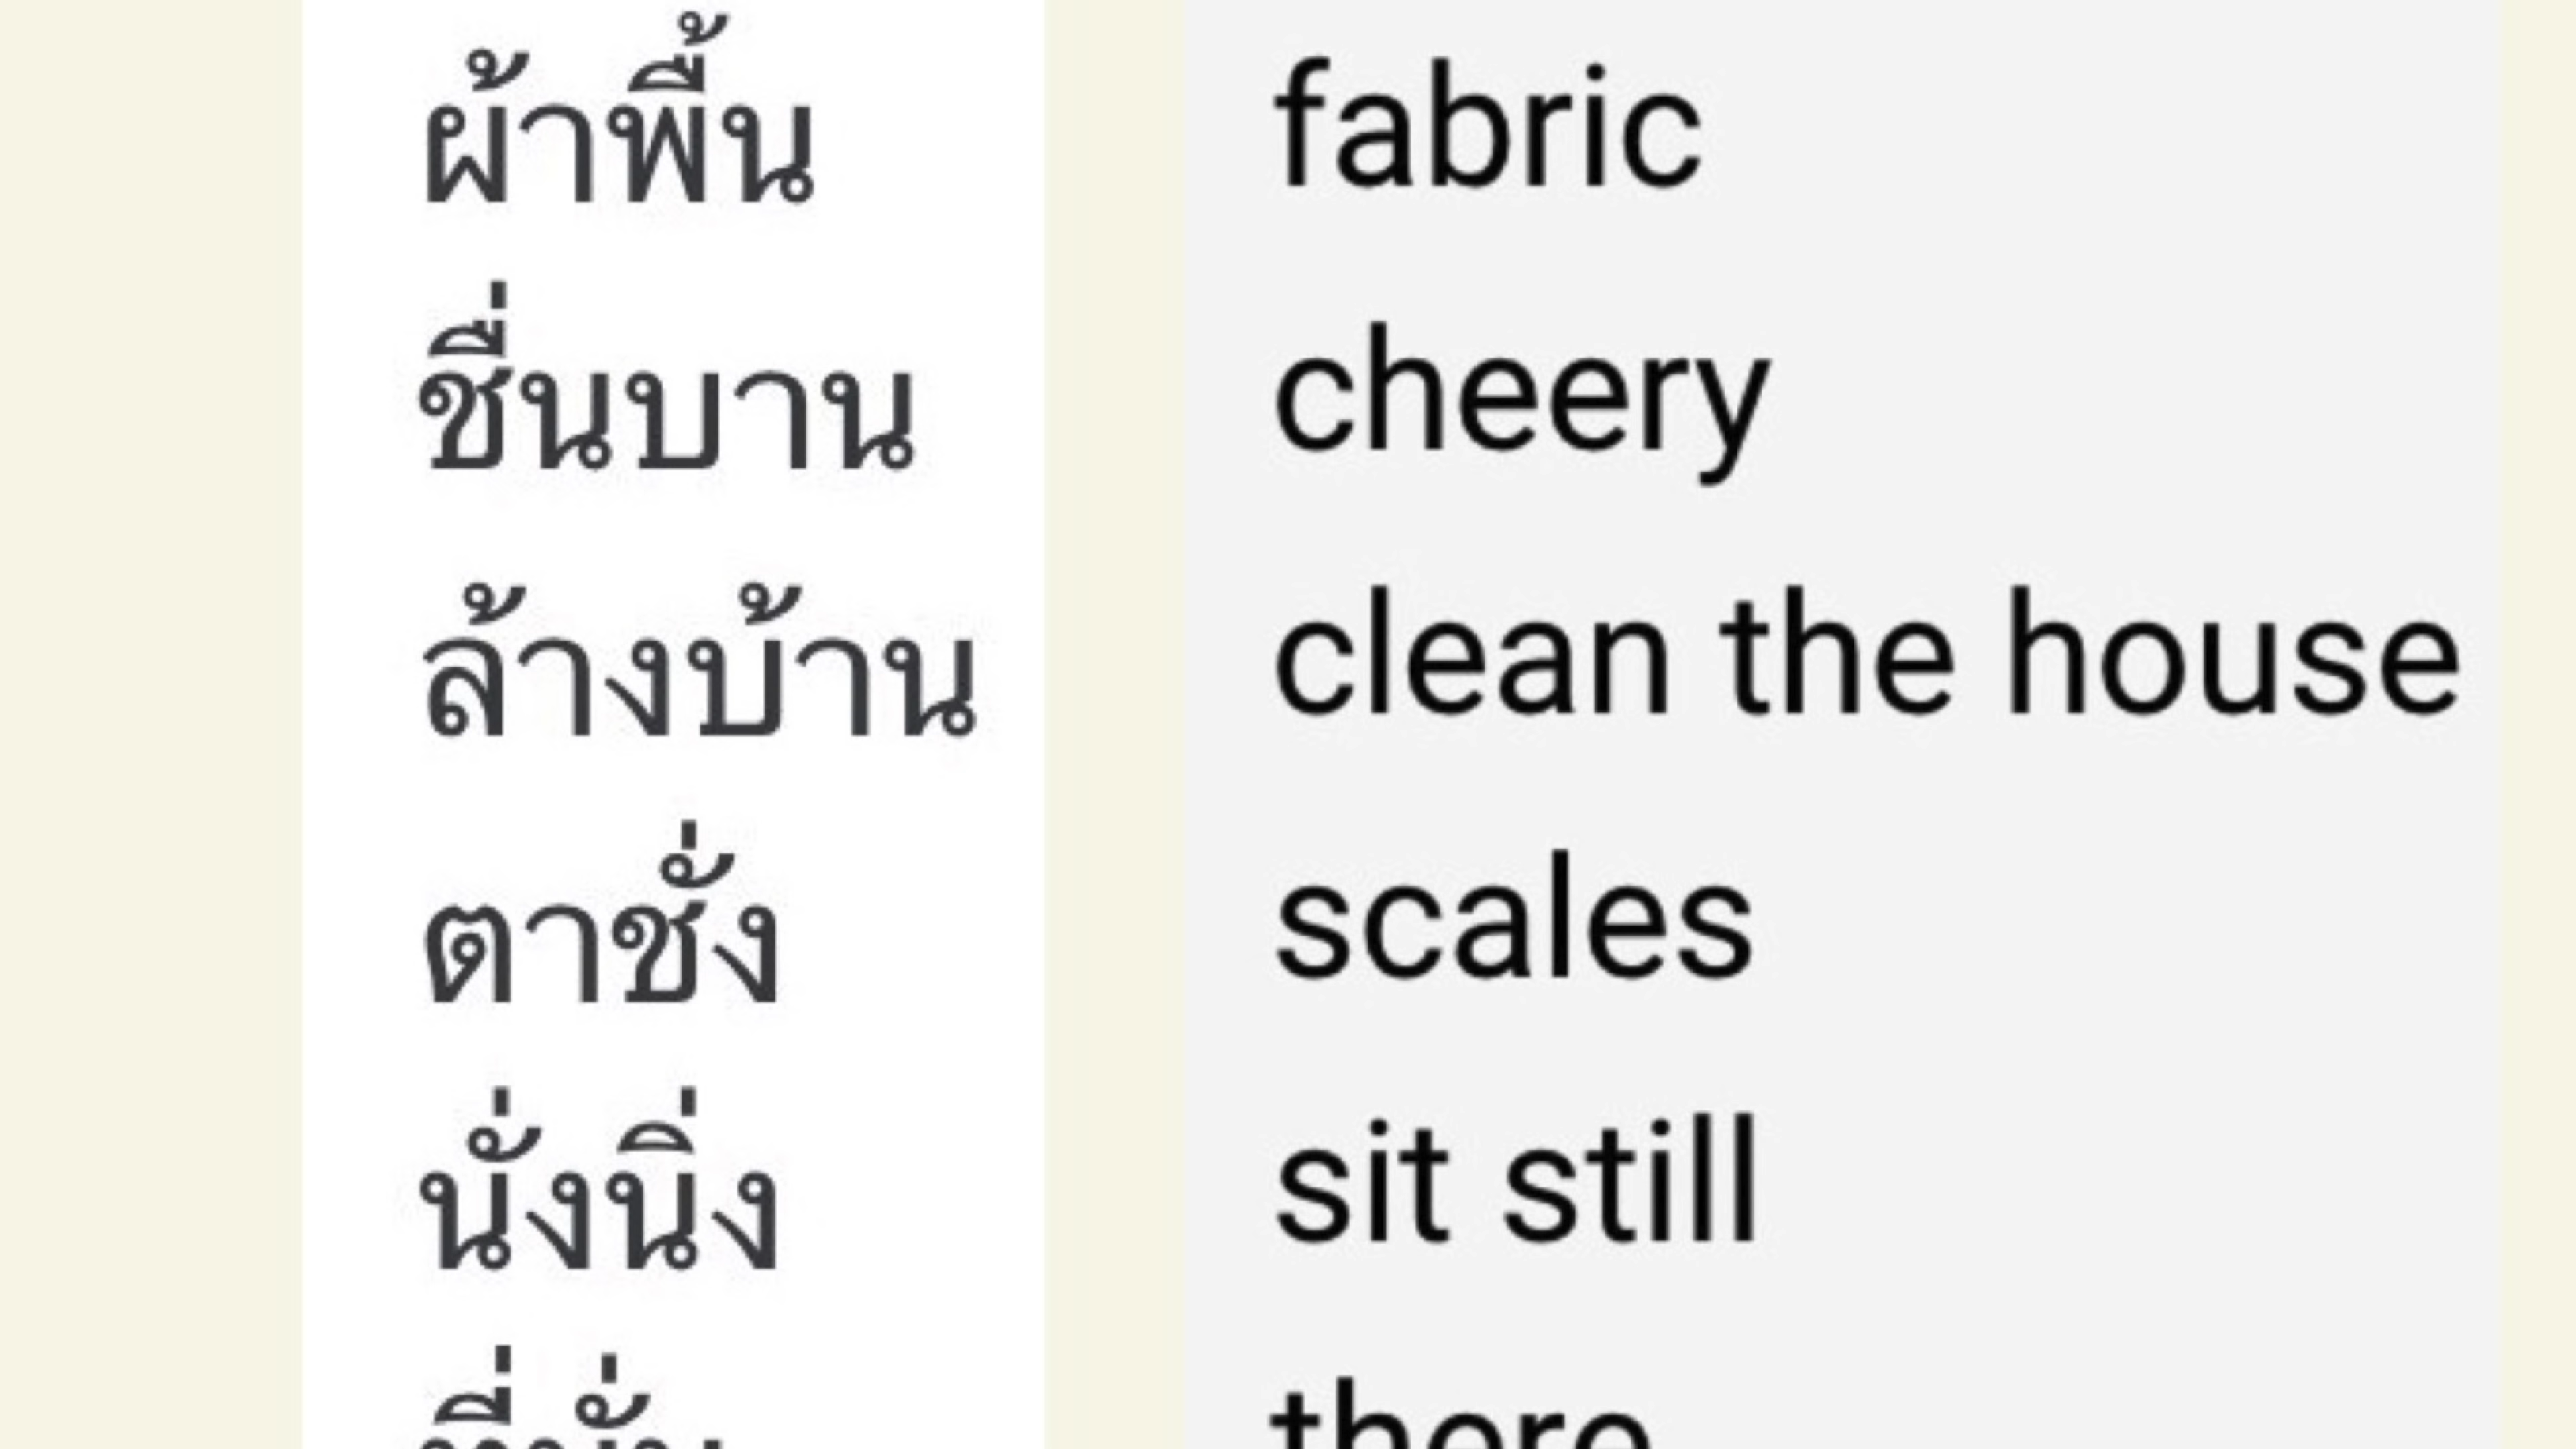 ผ้าพื้น fabric
ชื่นบาน cheery
ล้างบ้าน clean the house
ตาชั่ง scales
นั่งนิ่ง sit still
there